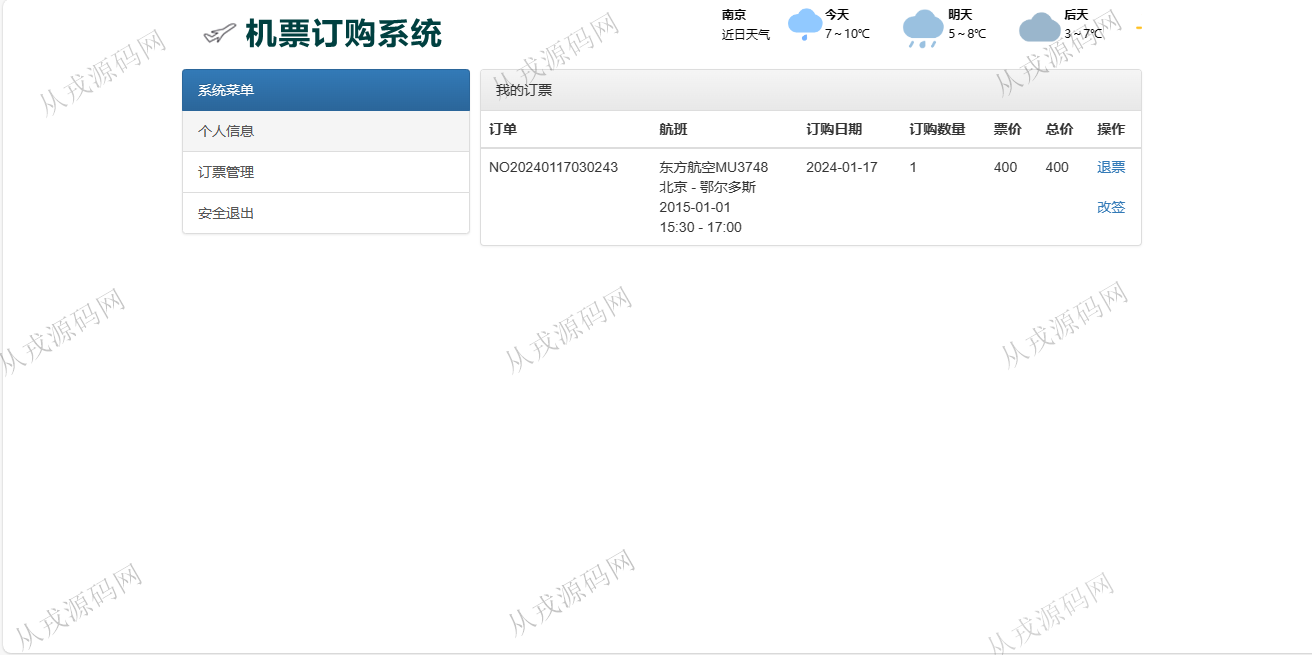 机票订购系统
南京
近日天气
今天
7～10℃
明天
5～8℃
后天
3～7℃
系统菜单
个人信息
订票管理
安全退出
我的订票
订单 航班 订购日期 订购数量 票价 总价 操作
NO20240117030243 东方航空MU3748 2024-01-17 1 400 400 退票
北京 - 鄂尔多斯
2015-01-01 改签
15:30 - 17:00
从戎源码网
从戎源码网
从戎源码网
从戎源码网
从戎源码网
从戎源码网
从戎源码网
从戎源码网
从戎源码网